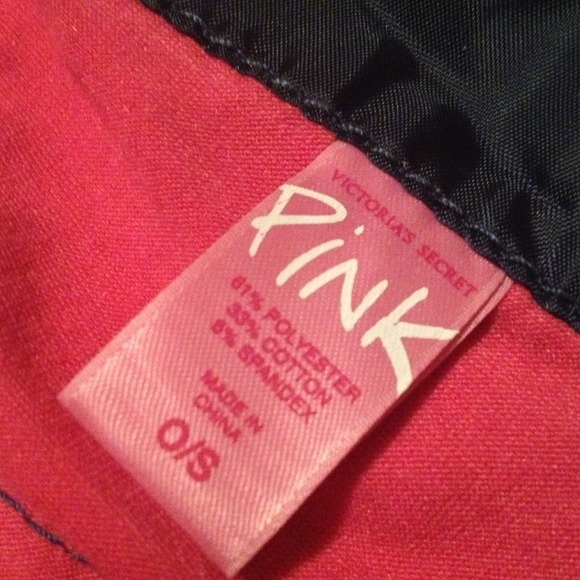 VICTORIA'S SECRET
PINK
61% POLYESTER
33% COTTON
6% SPANDEX
MADE IN
CHINA
O/S